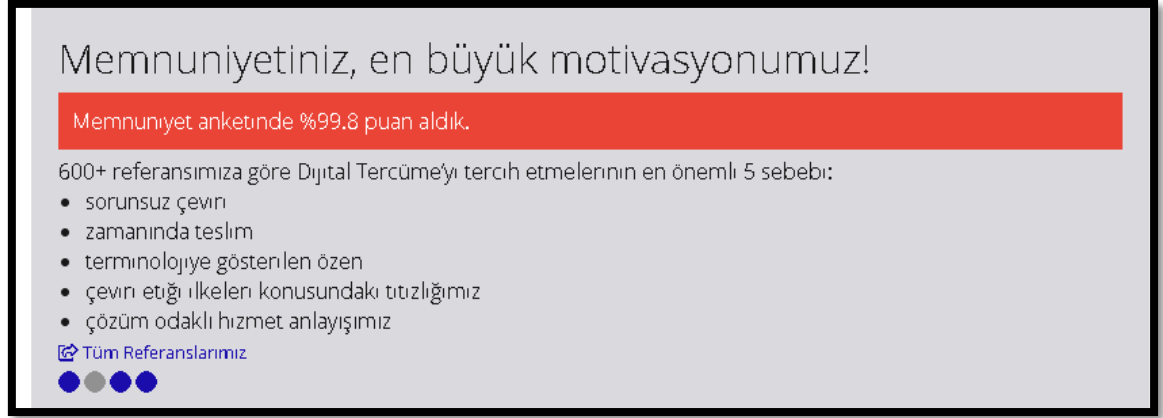 Memnuniyetiniz, en büyük motivasyonumuz!
Memnuniyet anketinde %99.8 puan aldık.
600+ referansımıza göre Dijital Tercüme'yi tercih etmelerinin en önemli 5 sebebi:
• sorunsuz çeviri
• zamanında teslim
• terminolojiye gösterilen özen
• çeviri etiği ilkeleri konusundaki titizliğimiz
• çözüm odaklı hizmet anlayışımız
Tüm Referanslarımız